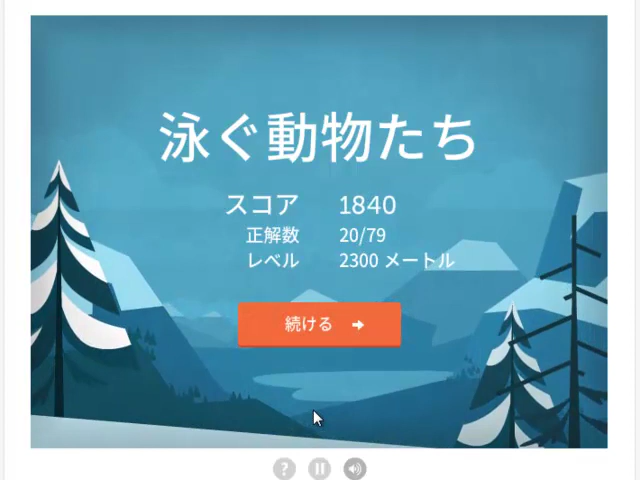 泳ぐ動物たち
スコア 1840
正解数 20/79
レベル 2300 メートル
続ける ➜
?